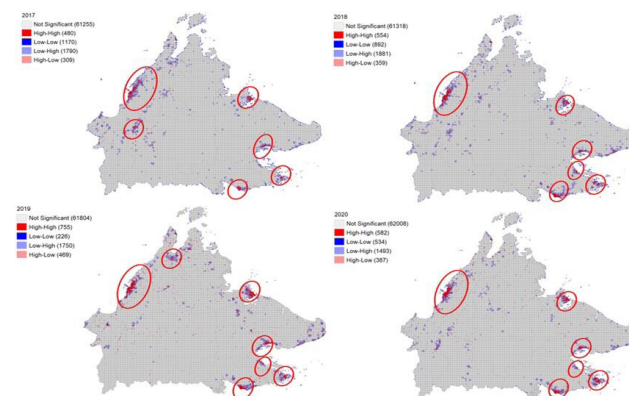 2017
Not Significant (61255)
High-High (480)
Low-Low (1170)
Low-High (1790)
High-Low (309)
2018
Not Significant (61318)
High-High (554)
Low-Low (892)
Low-High (1881)
High-Low (359)
2019
Not Significant (61804)
High-High (755)
Low-Low (226)
Low-High (1750)
High-Low (469)
2020
Not Significant (62008)
High-High (582)
Low-Low (534)
Low-High (1493)
High-Low (387)